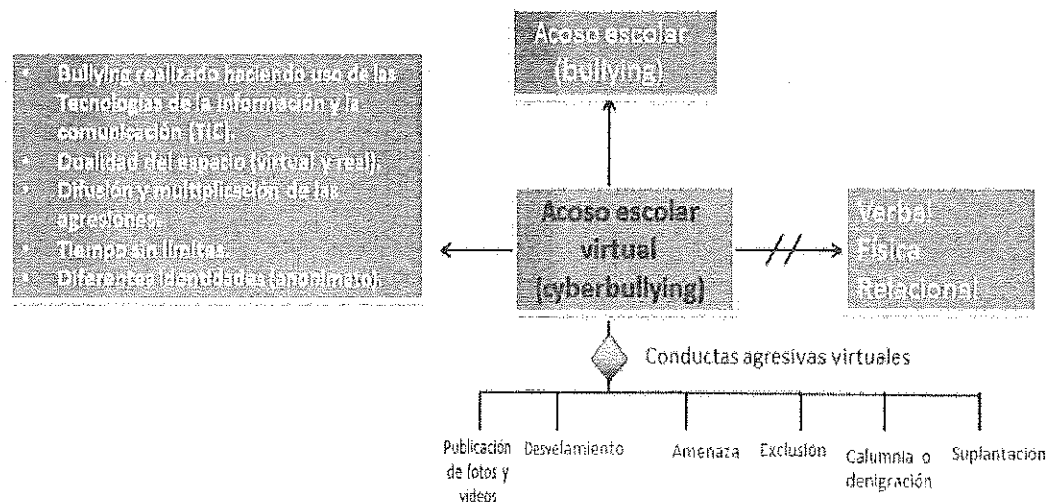 Acoso escolar
(bullying)
• Bullying realizado haciendo uso de las
Tecnologías de la información y la
comunicación (TIC).
• Dualidad del espacio (virtual y real).
• Difusión y multiplicación de las
agresiones.
• Tiempo sin límites.
• Diferentes identidades (anonimato).
Acoso escolar
virtual
(cyberbullying)
Verbal
Física
Relacional
Conductas agresivas virtuales
Publicación
de fotos y
videos
Desvelamiento
Amenaza
Exclusión
Calumnia o
denigración
Suplantación